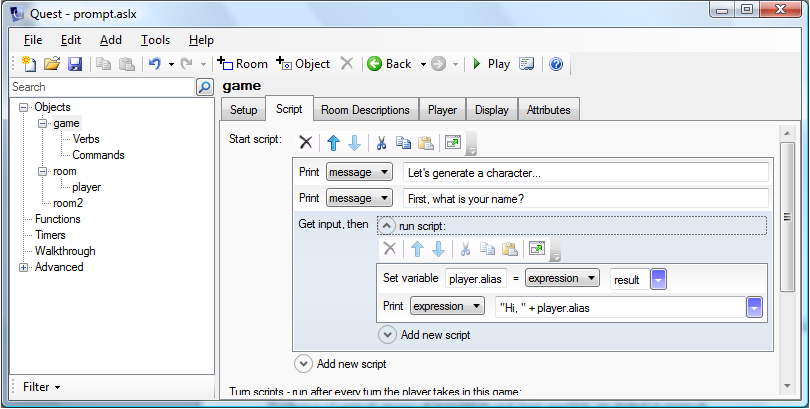 Quest - prompt.aslx
File Edit Add Tools Help
Room Object Back Play
Search
Objects
game
Verbs
Commands
room
player
room2
Functions
Timers
Walkthrough
Advanced
Filter
game
Setup Script Room Descriptions Player Display Attributes
Start script:
Print message Let's generate a character...
Print message First, what is your name?
Get input, then run script:
Set variable player.alias = expression result
Print expression "Hi, " + player.alias
Add new script
Add new script
Turn scripts - run after every turn the player takes in this game: